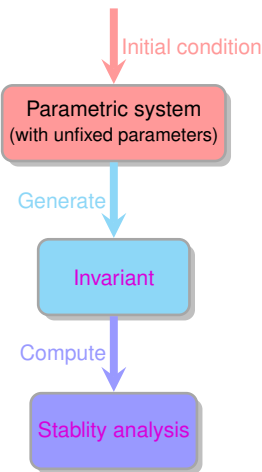 Initial condition
Parametric system
(with unfixed parameters)
Generate
Invariant
Compute
Stablity analysis